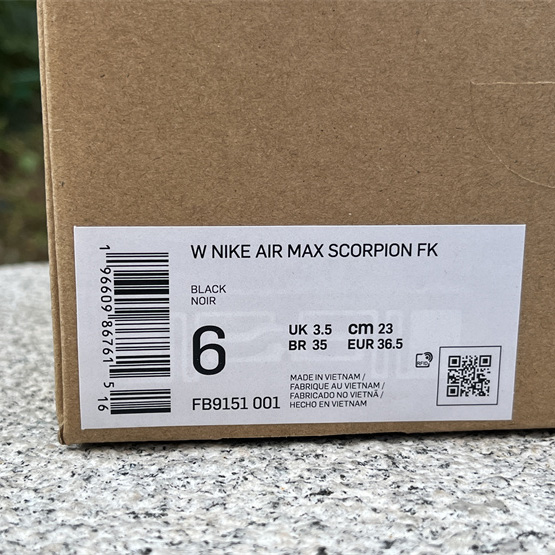 W NIKE AIR MAX SCORPION FK
BLACK
NOIR
6
UK 3.5 cm 23
BR 35 EUR 36.5
FB9151 001
MADE IN VIETNAM /
FABRIQUE AU VIETNAM /
FABRICADO NO VIETNÃ /
HECHO EN VIETNAM
RFID
1 96609 86761 5 16